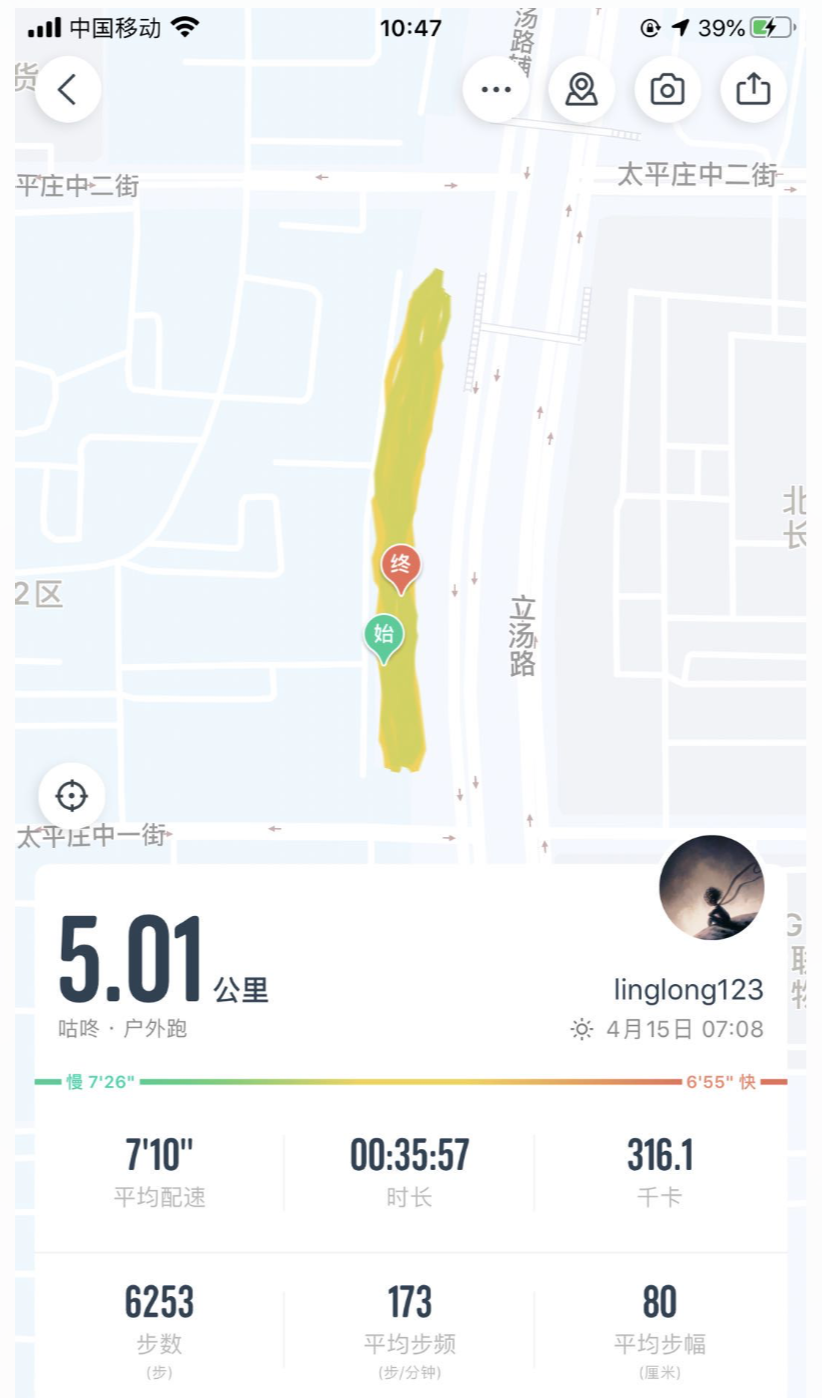 中国移动
10:47
39%
汤路辅
货
平庄中二街
太平庄中二街
北
长
终
2区
始
立汤路
太平庄中一街
5.01 公里
linglong123
咕咚 · 户外跑
4月15日 07:08
慢 7'26"
6'55" 快
7'10"
00:35:57
316.1
平均配速
时长
千卡
6253
173
80
步数
平均步频
平均步幅
(步)
(步/分钟)
(厘米)